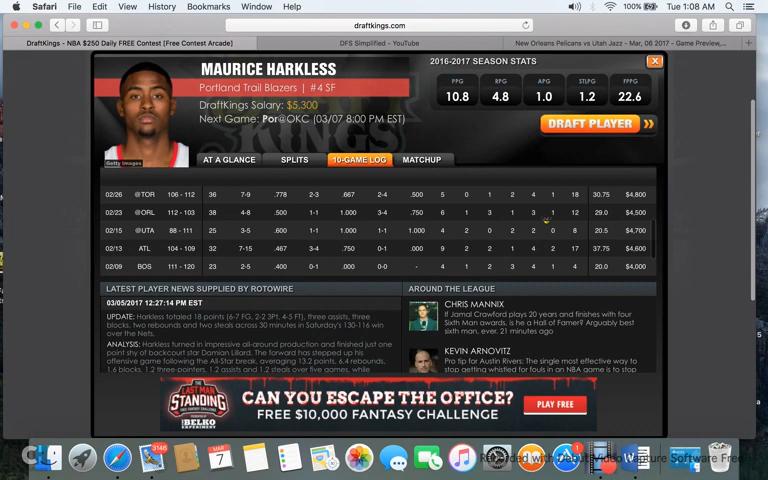 Safari File Edit View History Bookmarks Window Help 100% Tue 1:08 AM
draftkings.com
DraftKings - NBA $250 Daily FREE Contest [Free Contest Arcade] DFS Simplified - YouTube New Orleans Pelicans vs Utah Jazz - Mar, 06 2017 - Game Preview,...
MAURICE HARKLESS
Portland Trail Blazers | #4 SF
DraftKings Salary: $5,300
Next Game: Por@OKC (03/07 8:00 PM EST)
Getty Images
2016-2017 SEASON STATS
PPG RPG APG STLPG FPPG
10.8 4.8 1.0 1.2 22.6
DRAFT PLAYER
AT A GLANCE SPLITS 10-GAME LOG MATCHUP
02/26 @TOR 106 - 112 36 7-9 .778 2-3 .667 2-4 .500 5 0 1 2 4 1 18 30.75 $4,800
02/23 @ORL 112 - 103 38 4-8 .500 1-1 1.000 3-4 .750 6 1 3 1 3 1 12 29.0 $4,500
02/15 @UTA 88 - 111 25 3-5 .600 1-1 1.000 1-1 1.000 4 2 0 2 2 0 8 20.5 $4,700
02/13 ATL 104 - 109 32 7-15 .467 3-4 .750 0-1 .000 9 2 2 1 4 2 17 37.75 $4,600
02/09 BOS 111 - 120 23 2-5 .400 0-1 .000 0-0 - 4 1 2 3 4 1 4 20.0 $4,000
LATEST PLAYER NEWS SUPPLIED BY ROTOWIRE
03/05/2017 12:27:14 PM EST
UPDATE: Harkless totaled 18 points (6-7 FG, 2-2 3Pt, 4-5 FT), three assists, three
blocks, two rebounds and two steals across 30 minutes in Saturday's 130-116 win
over the Nets.
ANALYSIS: Harkless turned in impressive all-around production and finished just one
point shy of backcourt star Damian Lillard. The forward has stepped up his
offensive game following the All-Star break, averaging 13.2 points, 6.4 rebounds,
1.6 blocks, 1.2 three-pointers, 1.2 assists and 1.2 steals over five games, while
AROUND THE LEAGUE
CHRIS MANNIX
If Jamal Crawford plays 20 years and finishes with four
Sixth Man awards, is he a Hall of Famer? Arguably best
sixth man, ever. 21 minutes ago
KEVIN ARNOVITZ
Pro tip for Austin Rivers: The single most effective way to
stop getting whistled for fouls in an NBA game is to stop
THE LAST MAN STANDING
FREE FANTASY CHALLENGE
THE BELKO EXPERIMENT
CAN YOU ESCAPE THE OFFICE?
FREE $10,000 FANTASY CHALLENGE
PLAY FREE
3148
MAR
7
1
Recorded with Debut Video Capture Software Free